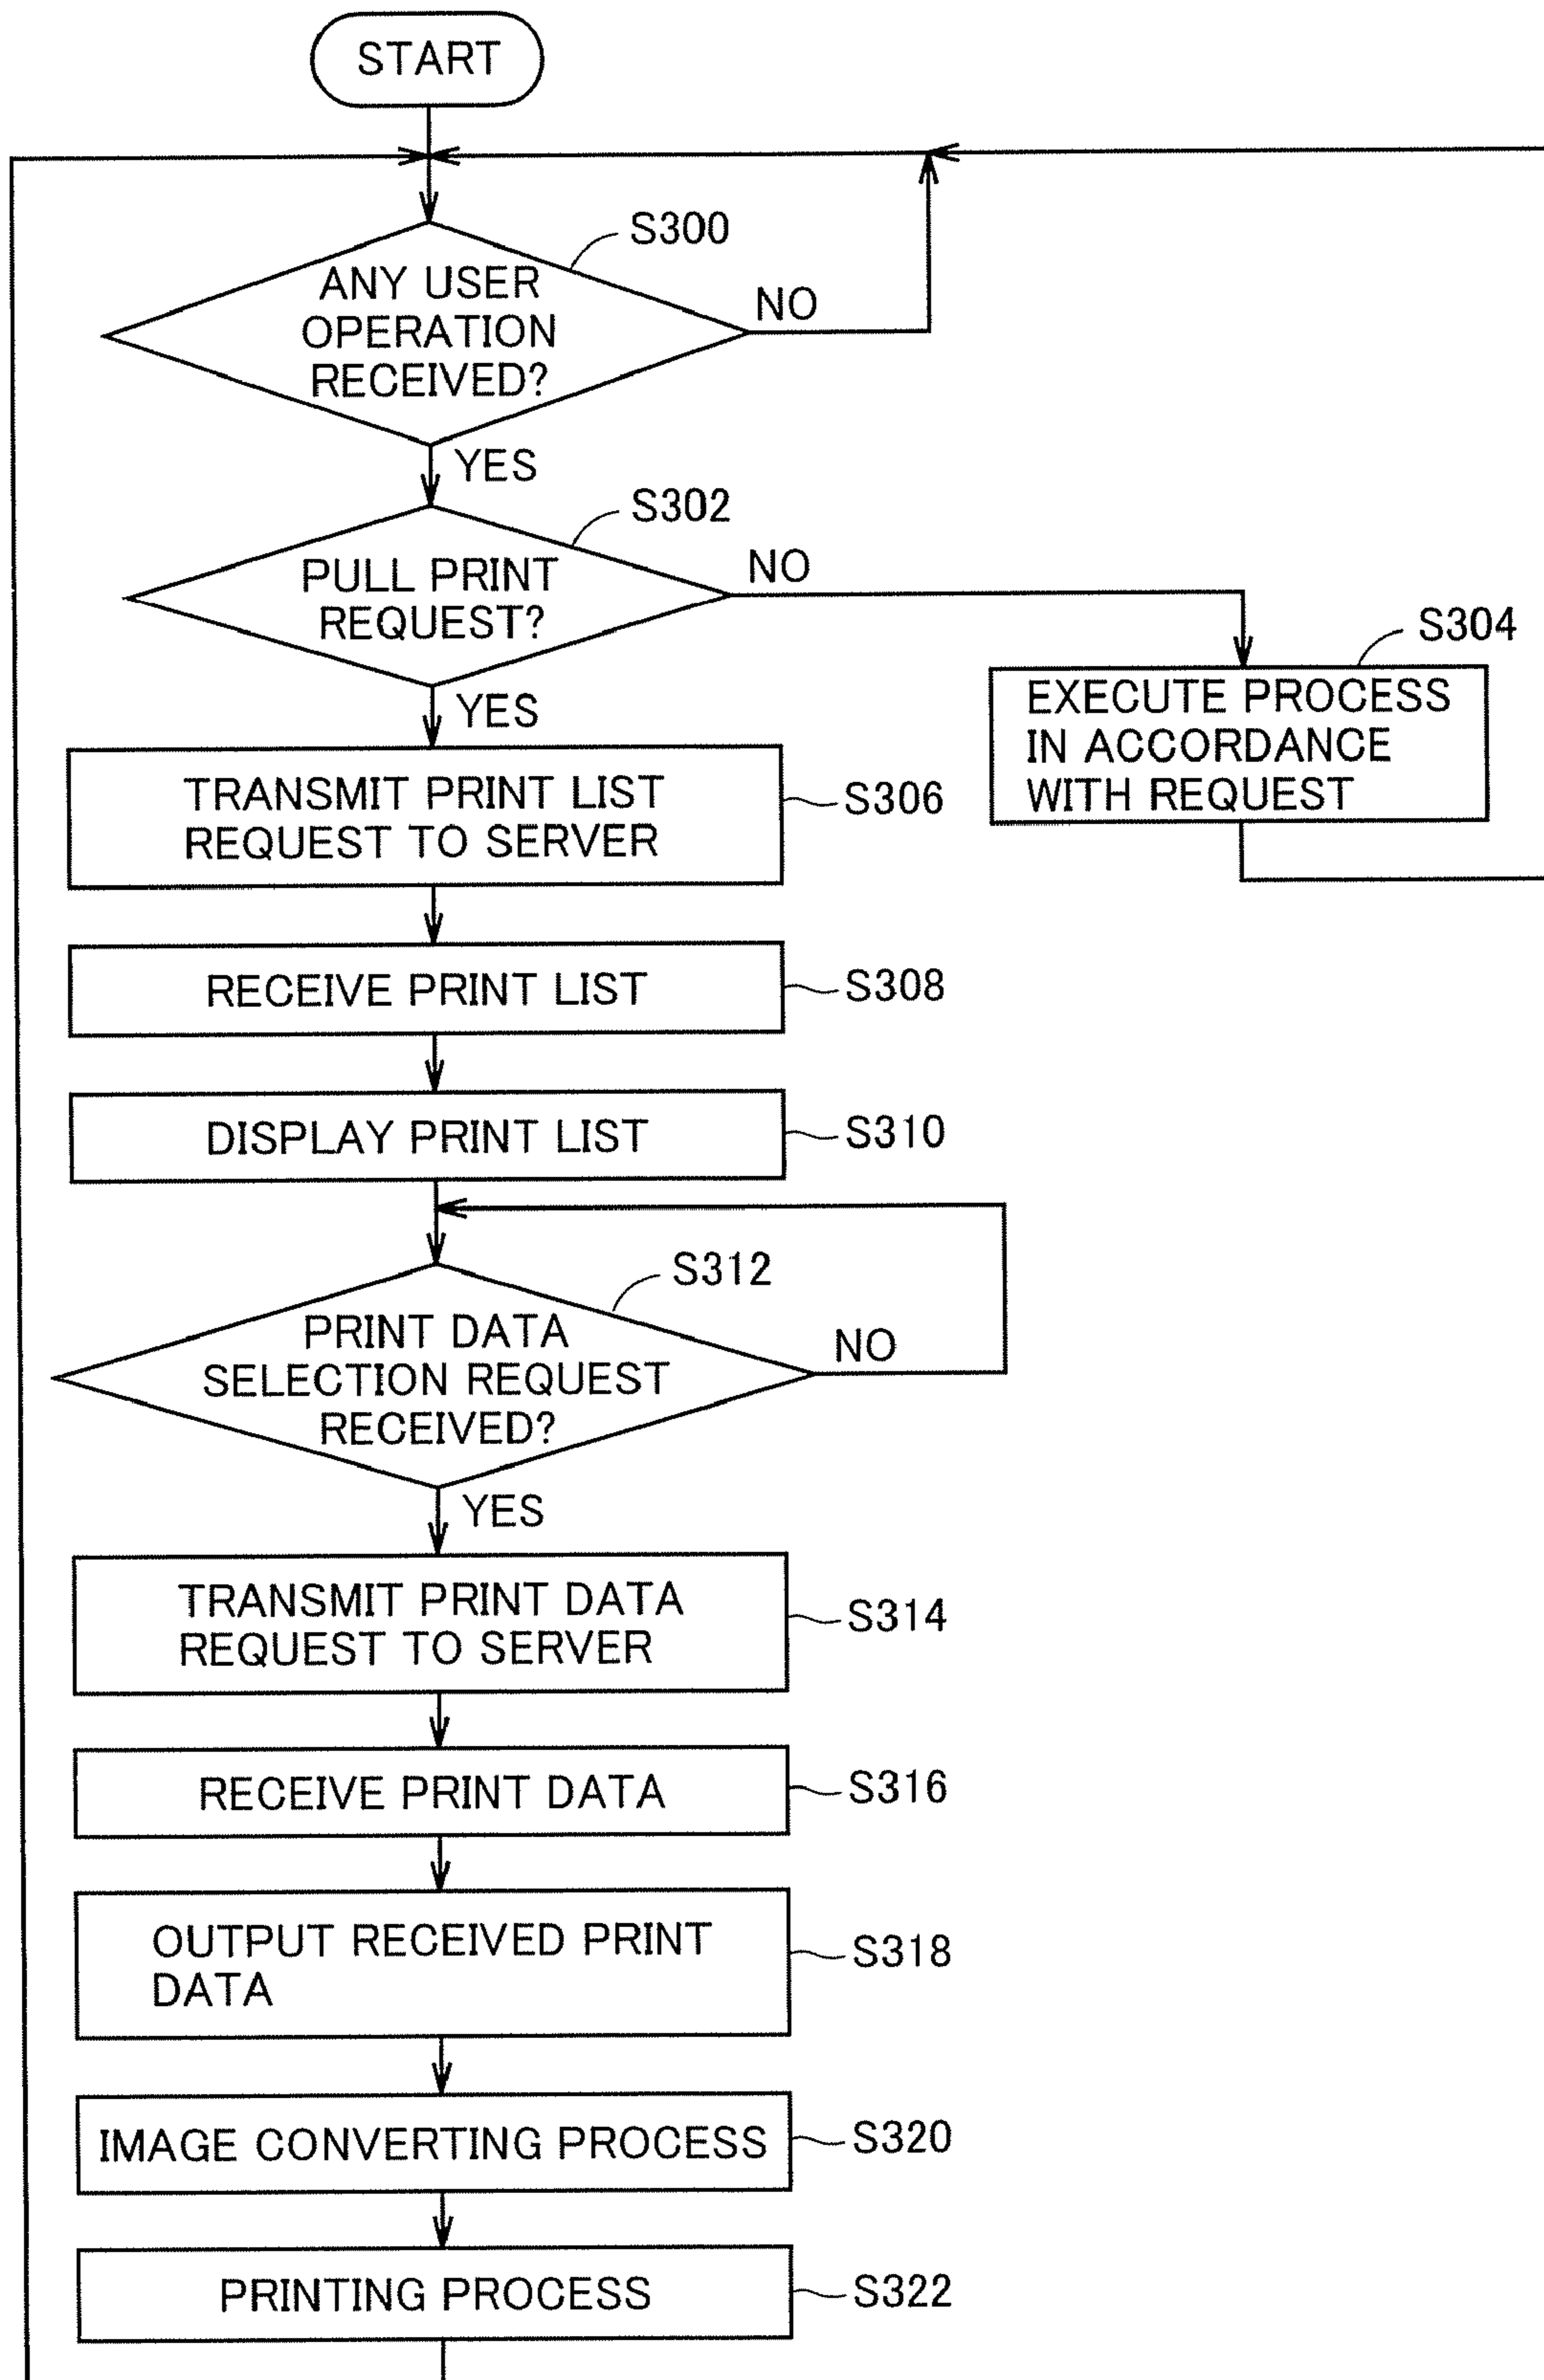 START
S300
ANY USER
OPERATION
RECEIVED?
NO
YES
S302
PULL PRINT
REQUEST?
NO
YES
S304
EXECUTE PROCESS
IN ACCORDANCE
WITH REQUEST
TRANSMIT PRINT LIST
REQUEST TO SERVER
S306
RECEIVE PRINT LIST
S308
DISPLAY PRINT LIST
S310
S312
PRINT DATA
SELECTION REQUEST
RECEIVED?
NO
YES
TRANSMIT PRINT DATA
REQUEST TO SERVER
S314
RECEIVE PRINT DATA
S316
OUTPUT RECEIVED PRINT
DATA
S318
IMAGE CONVERTING PROCESS
S320
PRINTING PROCESS
S322